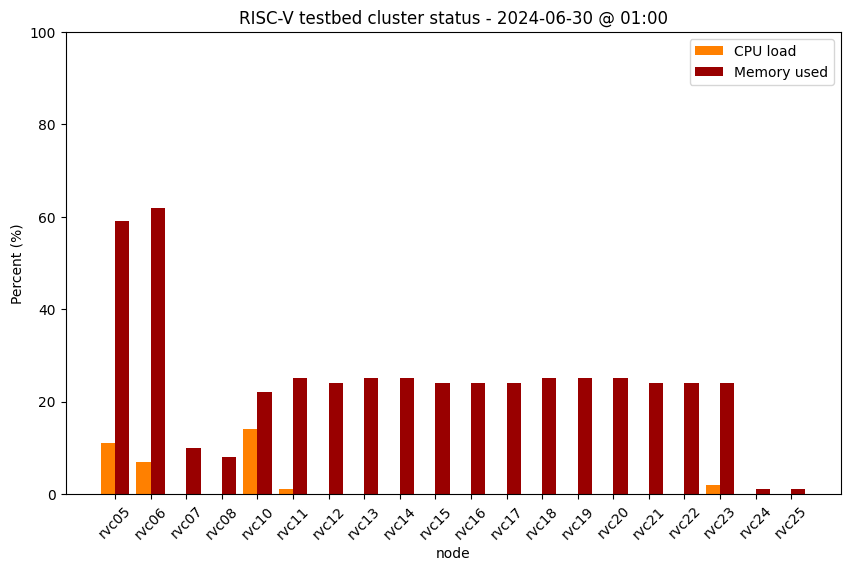 RISC-V testbed cluster status - 2024-06-30 @ 01:00
CPU load
Memory used
Percent (%)
100
80
60
40
20
0
rvc05
rvc06
rvc07
rvc08
rvc10
rvc11
rvc12
rvc13
rvc14
rvc15
rvc16
rvc17
rvc18
rvc19
rvc20
rvc21
rvc22
rvc23
rvc24
rvc25
node